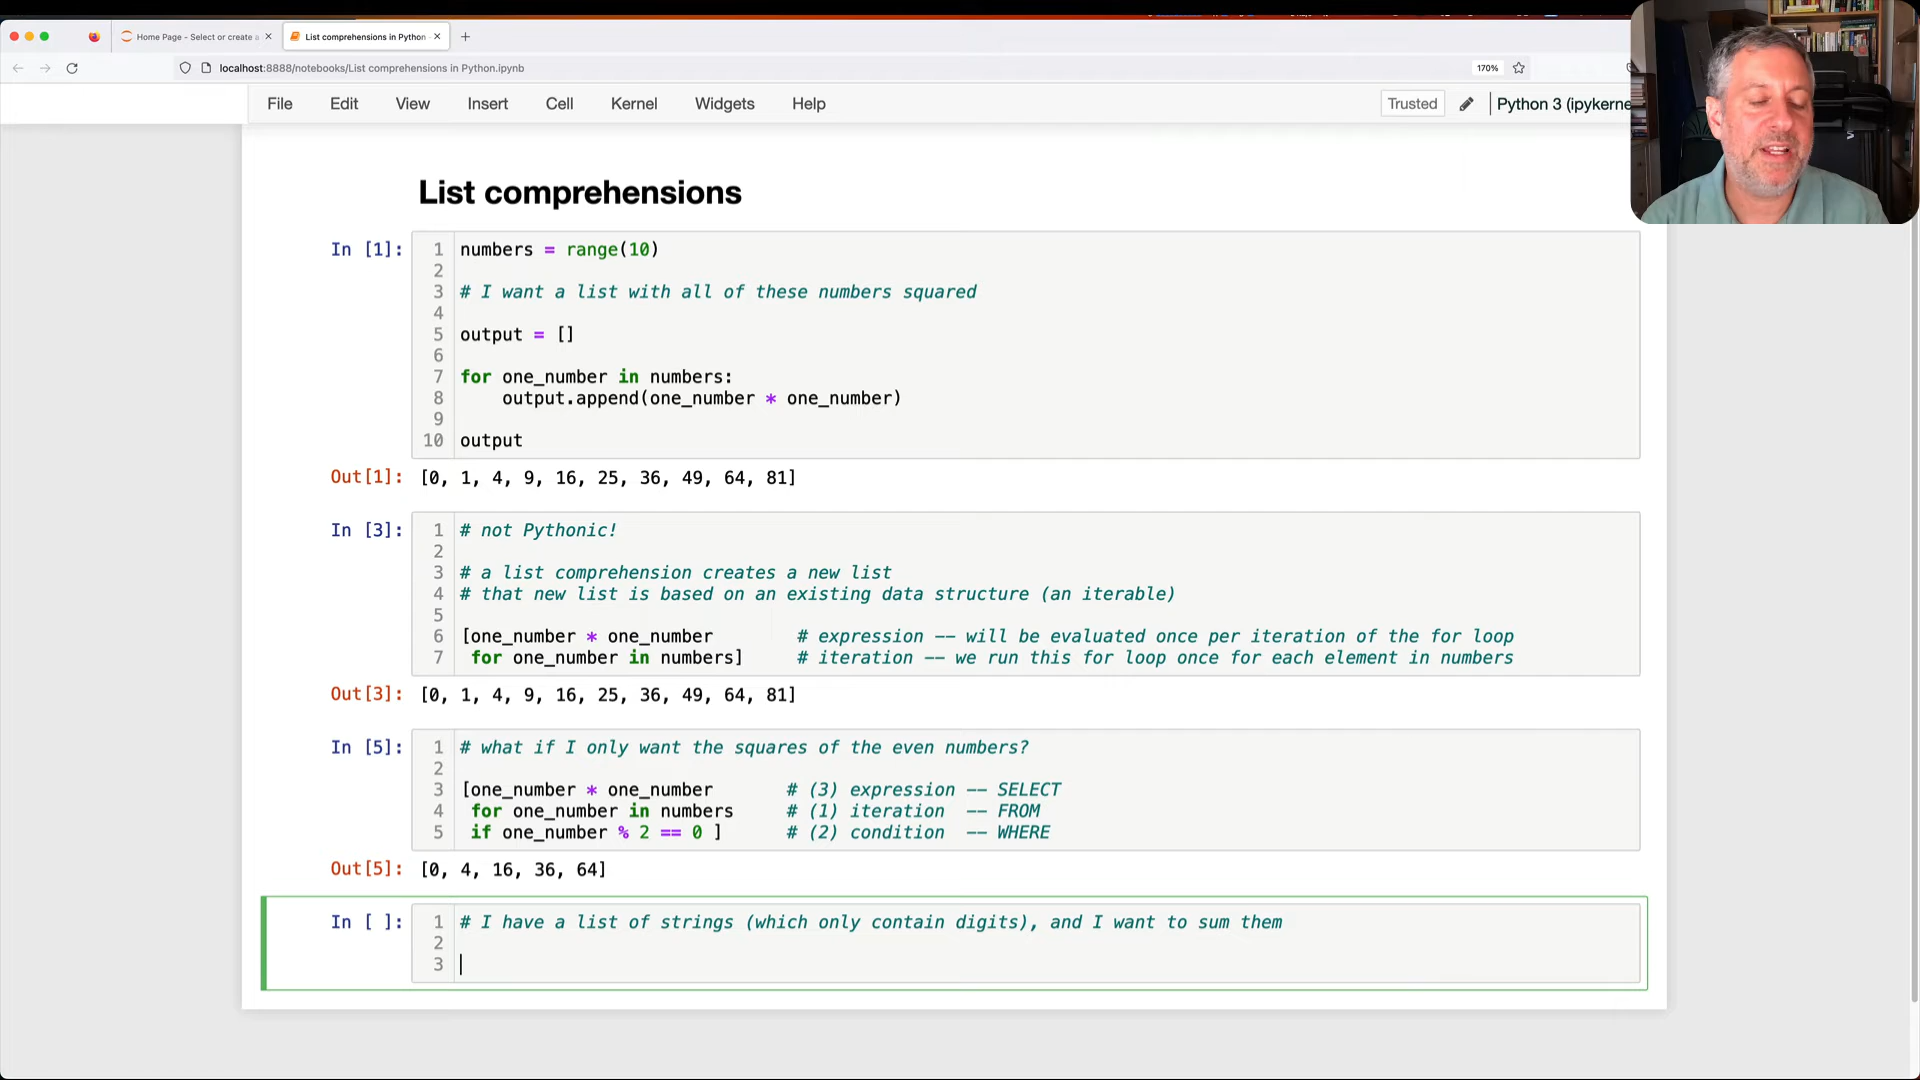 Home Page - Select or create a
List comprehensions in Python -
localhost:8888/notebooks/List comprehensions in Python.ipynb
170%
File Edit View Insert Cell Kernel Widgets Help
Trusted
Python 3 (ipykerne
List comprehensions
In [1]:
1 numbers = range(10)
2
3 # I want a list with all of these numbers squared
4
5 output = []
6
7 for one_number in numbers:
8 output.append(one_number * one_number)
9
10 output
Out[1]: [0, 1, 4, 9, 16, 25, 36, 49, 64, 81]
In [3]:
1 # not Pythonic!
2
3 # a list comprehension creates a new list
4 # that new list is based on an existing data structure (an iterable)
5
6 [one_number * one_number # expression -- will be evaluated once per iteration of the for loop
7 for one_number in numbers] # iteration -- we run this for loop once for each element in numbers
Out[3]: [0, 1, 4, 9, 16, 25, 36, 49, 64, 81]
In [5]:
1 # what if I only want the squares of the even numbers?
2
3 [one_number * one_number # (3) expression -- SELECT
4 for one_number in numbers # (1) iteration -- FROM
5 if one_number % 2 == 0 ] # (2) condition -- WHERE
Out[5]: [0, 4, 16, 36, 64]
In [ ]:
1 # I have a list of strings (which only contain digits), and I want to sum them
2
3